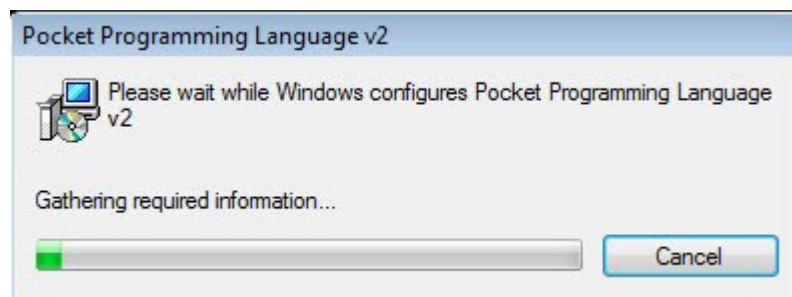 Pocket Programming Language v2
Please wait while Windows configures Pocket Programming Language
v2
Gathering required information...
Cancel